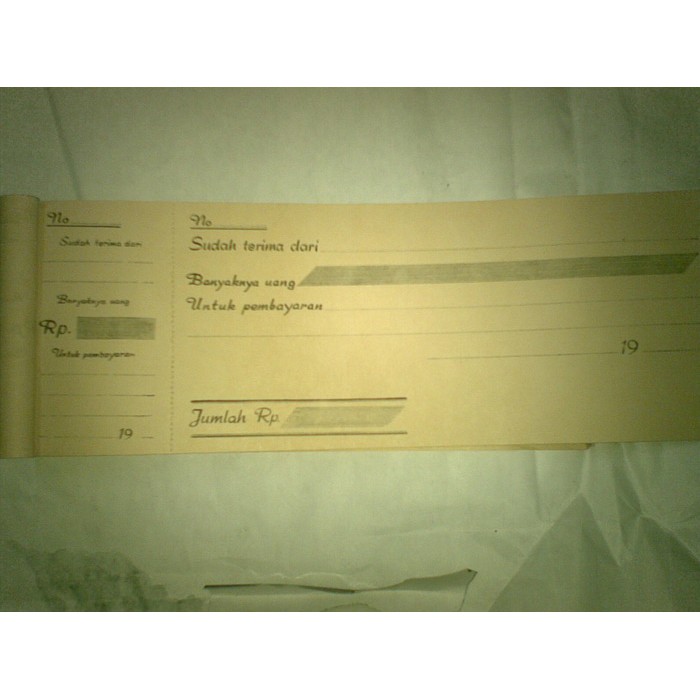 No
Sudah terima dari
Banyaknya uang
Rp.
Untuk pembayaran
19
No
Sudah terima dari
Banyaknya uang
Untuk pembayaran
19
Jumlah Rp.